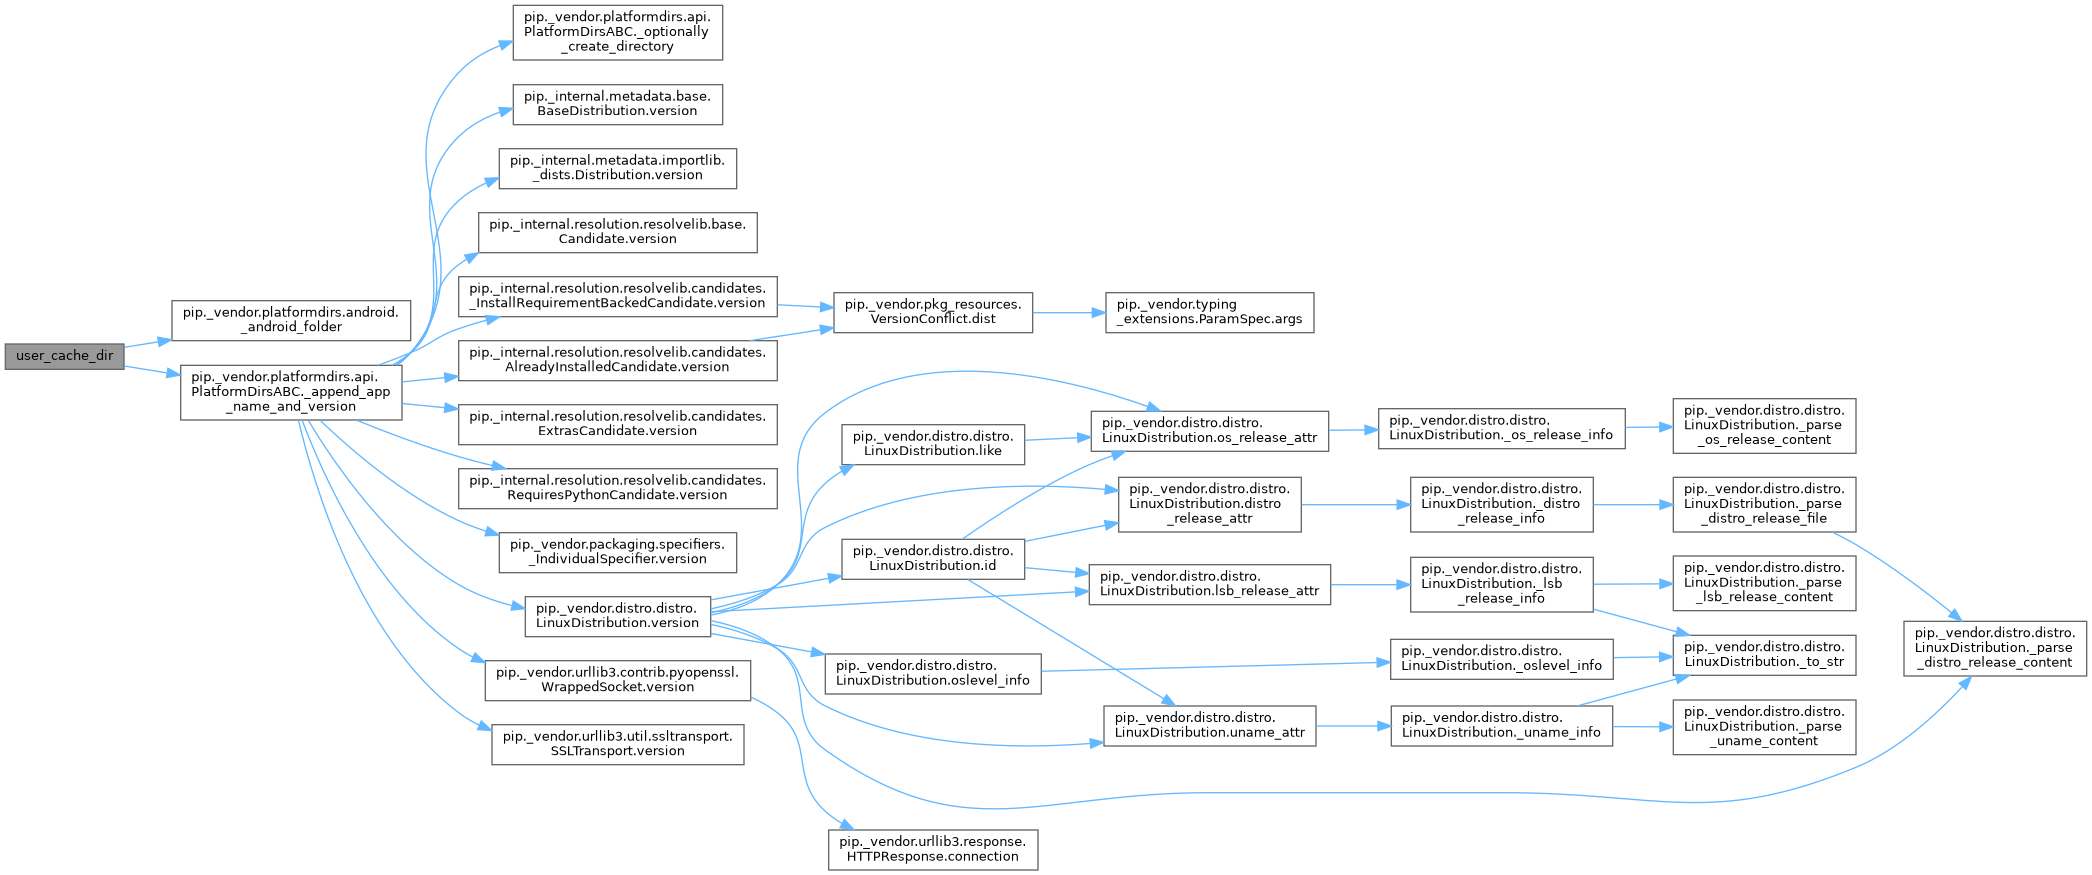 user_cache_dir
pip._vendor.platformdirs.android.
_android_folder
pip._vendor.platformdirs.api.
PlatformDirsABC._append_app
_name_and_version
pip._vendor.platformdirs.api.
PlatformDirsABC._optionally
_create_directory
pip._internal.metadata.base.
BaseDistribution.version
pip._internal.metadata.importlib.
_dists.Distribution.version
pip._internal.resolution.resolvelib.base.
Candidate.version
pip._internal.resolution.resolvelib.candidates.
_InstallRequirementBackedCandidate.version
pip._internal.resolution.resolvelib.candidates.
AlreadyInstalledCandidate.version
pip._internal.resolution.resolvelib.candidates.
ExtrasCandidate.version
pip._internal.resolution.resolvelib.candidates.
RequiresPythonCandidate.version
pip._vendor.packaging.specifiers.
_IndividualSpecifier.version
pip._vendor.distro.distro.
LinuxDistribution.version
pip._vendor.urllib3.contrib.pyopenssl.
WrappedSocket.version
pip._vendor.urllib3.util.ssltransport.
SSLTransport.version
pip._vendor.pkg_resources.
VersionConflict.dist
pip._vendor.typing
_extensions.ParamSpec.args
pip._vendor.distro.distro.
LinuxDistribution.like
pip._vendor.distro.distro.
LinuxDistribution.id
pip._vendor.distro.distro.
LinuxDistribution.oslevel_info
pip._vendor.urllib3.response.
HTTPResponse.connection
pip._vendor.distro.distro.
LinuxDistribution.os_release_attr
pip._vendor.distro.distro.
LinuxDistribution.distro
_release_attr
pip._vendor.distro.distro.
LinuxDistribution.lsb_release_attr
pip._vendor.distro.distro.
LinuxDistribution.uname_attr
pip._vendor.distro.distro.
LinuxDistribution._os_release_info
pip._vendor.distro.distro.
LinuxDistribution._distro
_release_info
pip._vendor.distro.distro.
LinuxDistribution._lsb
_release_info
pip._vendor.distro.distro.
LinuxDistribution._oslevel_info
pip._vendor.distro.distro.
LinuxDistribution._uname_info
pip._vendor.distro.distro.
LinuxDistribution._parse
_os_release_content
pip._vendor.distro.distro.
LinuxDistribution._parse
_distro_release_file
pip._vendor.distro.distro.
LinuxDistribution._parse
_lsb_release_content
pip._vendor.distro.distro.
LinuxDistribution._to_str
pip._vendor.distro.distro.
LinuxDistribution._parse
_uname_content
pip._vendor.distro.distro.
LinuxDistribution._parse
_distro_release_content